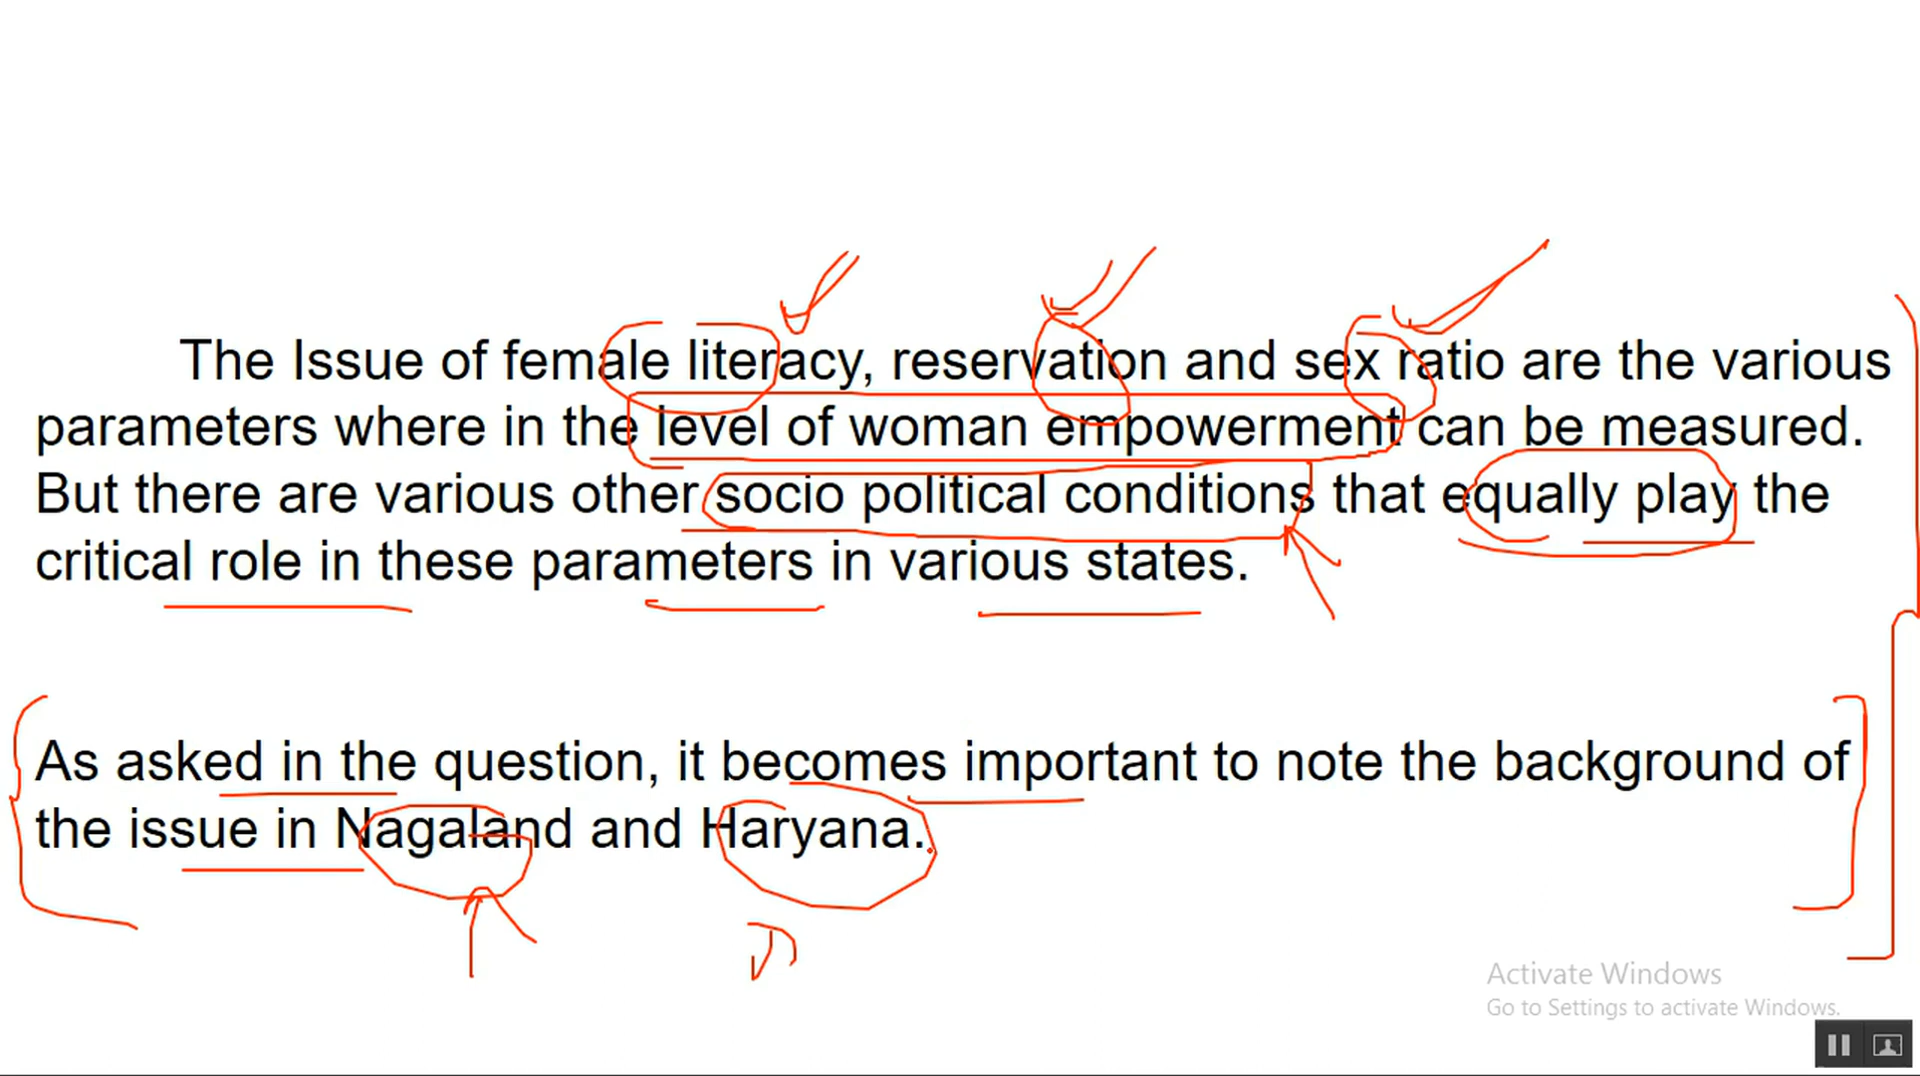 The Issue of female literacy, reservation and sex ratio are the various
parameters where in the level of woman empowerment can be measured.
But there are various other socio political conditions that equally play the
critical role in these parameters in various states.
As asked in the question, it becomes important to note the background of
the issue in Nagaland and Haryana.
Activate Windows
Go to Settings to activate Windows.